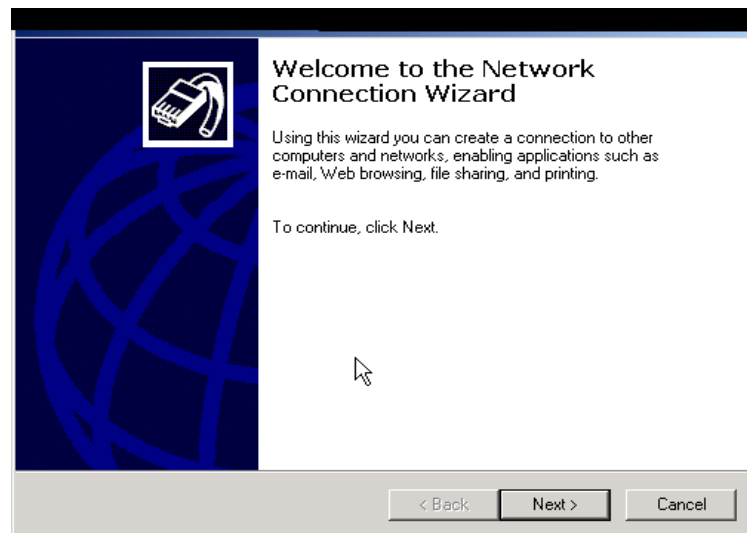 Welcome to the Network
Connection Wizard
Using this wizard you can create a connection to other
computers and networks, enabling applications such as
e-mail, Web browsing, file sharing, and printing.
To continue, click Next.
< Back Next > Cancel